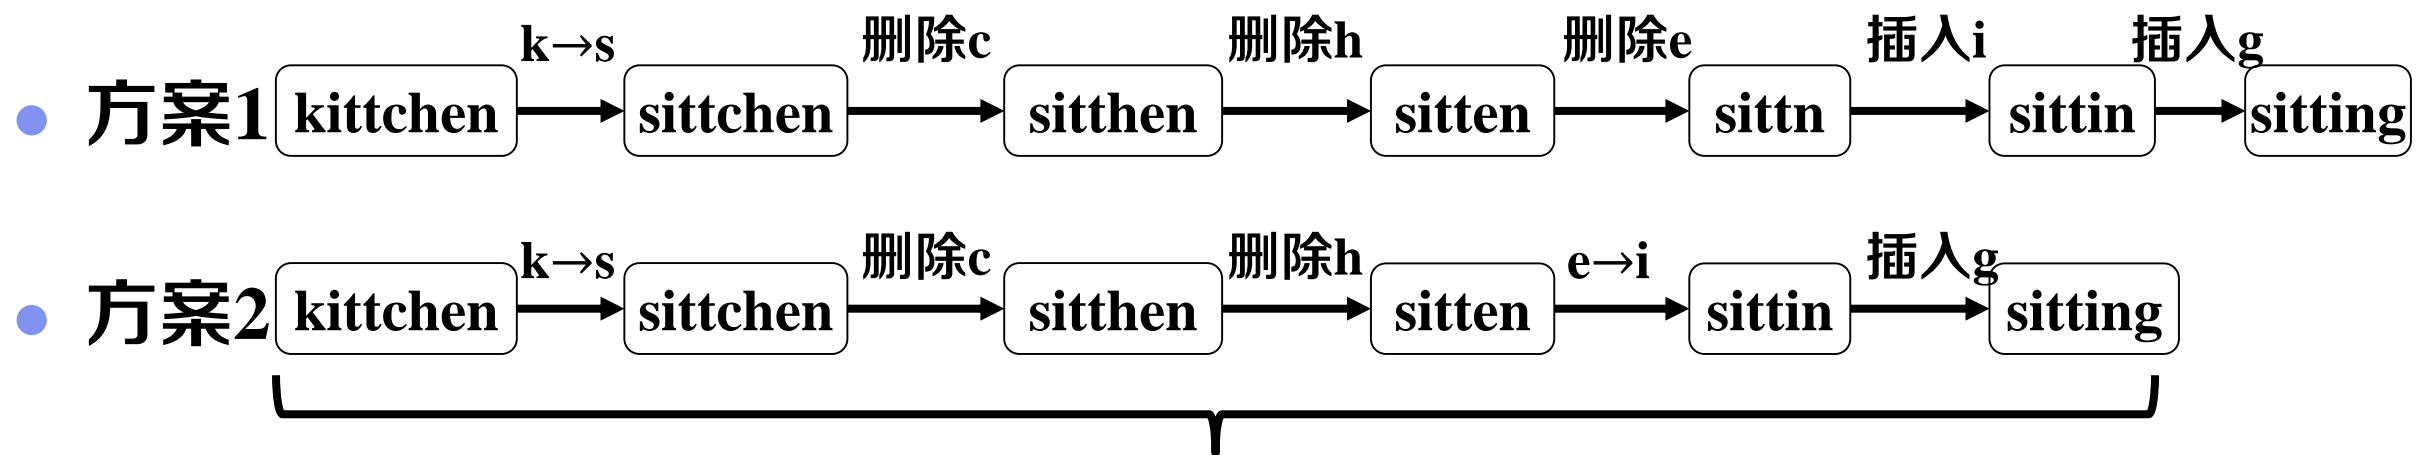 k→s 删除c 删除h 删除e 插入i 插入g
方案1 kittchen sittchen sitthen sitten sittn sittin sitting
k→s 删除c 删除h e→i 插入g
方案2 kittchen sittchen sitthen sitten sittin sitting